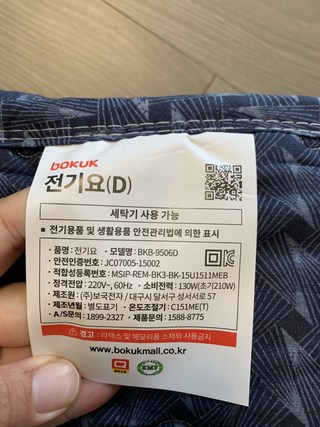 bokuk
전기요(D)
세탁기 사용 가능
■ 전기용품 및 생활용품 안전관리법에 의한 표시
· 품명 : 전기요 · 모델명 : BKB-9506D
· 안전인증번호 : JC07005-15002
· 적합성등록번호 : MSIP-REM-BK3-BK-15U1511MEB
· 정격전압 : 220V~, 60Hz · 소비전력 : 130W(초기210W)
· 제조원 : (주)보국전자 / 대구시 달서구 성서서로 57
· 제조년월 : 별도표기 · 온도조절기 : C151ME(T)
· A/S문의 : 1899-2327 · 제품문의 : 1588-8775
경고 : 라텍스 및 메모리폼 소재와 사용금지
www.bokukmall.co.kr